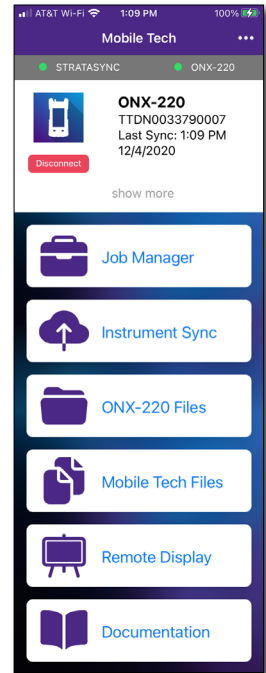 AT&T Wi-Fi 1:09 PM 100%
Mobile Tech
STRATASYNC ONX-220
ONX-220
TTDN0033790007
Last Sync: 1:09 PM
12/4/2020
Disconnect
show more
Job Manager
Instrument Sync
ONX-220 Files
Mobile Tech Files
Remote Display
Documentation